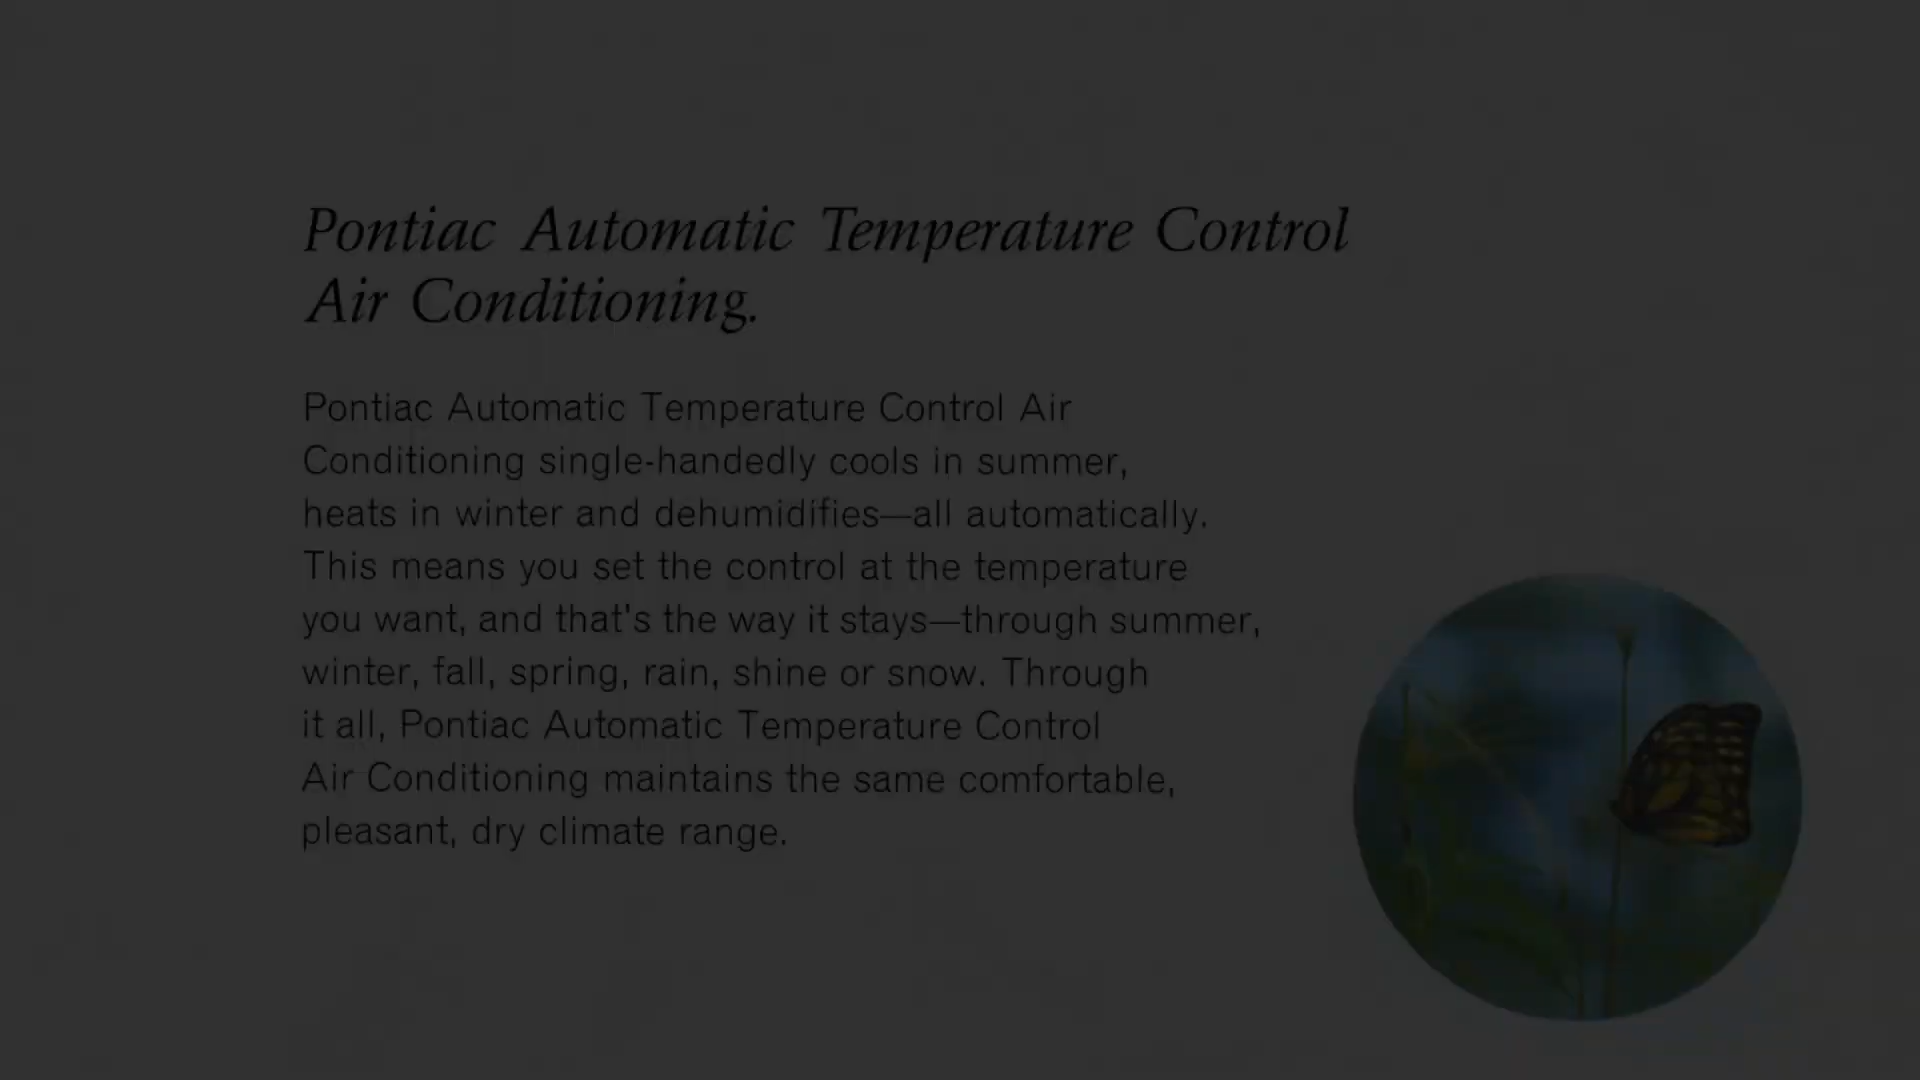 Pontiac Automatic Temperature Control
Air Conditioning.
Pontiac Automatic Temperature Control Air
Conditioning single-handedly cools in summer,
heats in winter and dehumidifies—all automatically.
This means you set the control at the temperature
you want, and that's the way it stays—through summer,
winter, fall, spring, rain, shine or snow. Through
it all, Pontiac Automatic Temperature Control
Air Conditioning maintains the same comfortable,
pleasant, dry climate range.